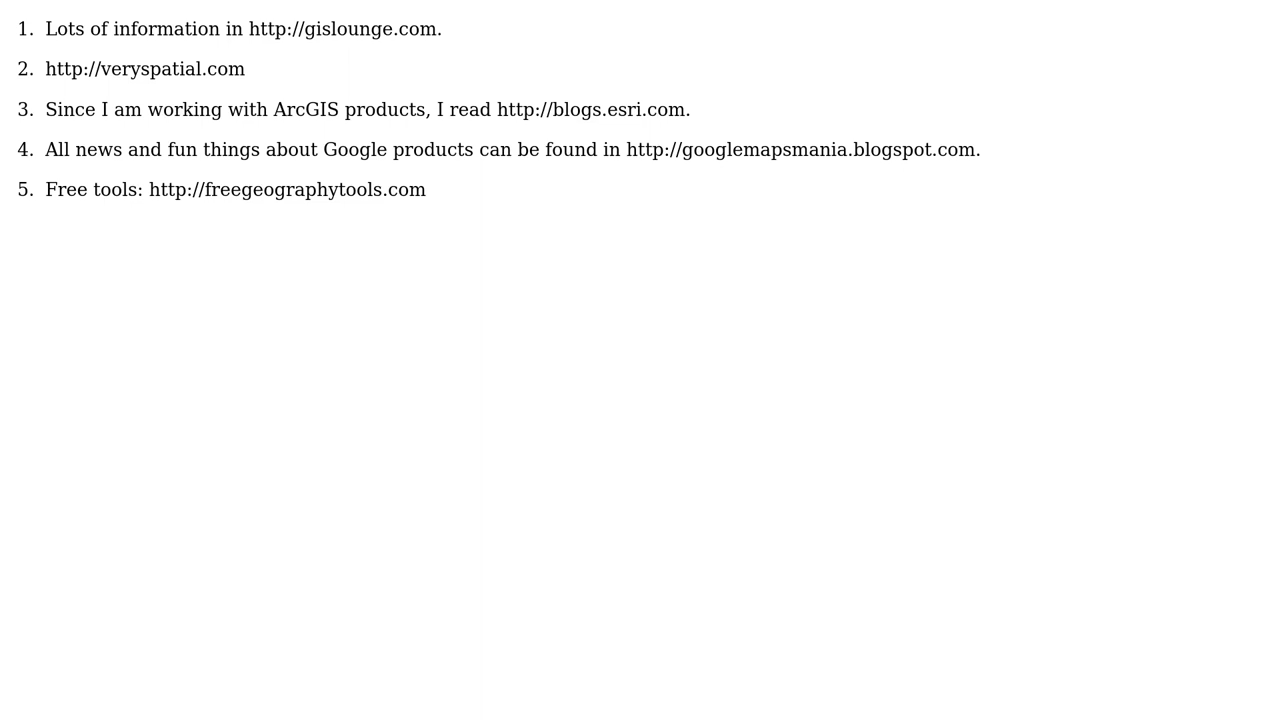 1. Lots of information in http://gislounge.com.
2. http://veryspatial.com
3. Since I am working with ArcGIS products, I read http://blogs.esri.com.
4. All news and fun things about Google products can be found in http://googlemapsmania.blogspot.com.
5. Free tools: http://freegeographytools.com